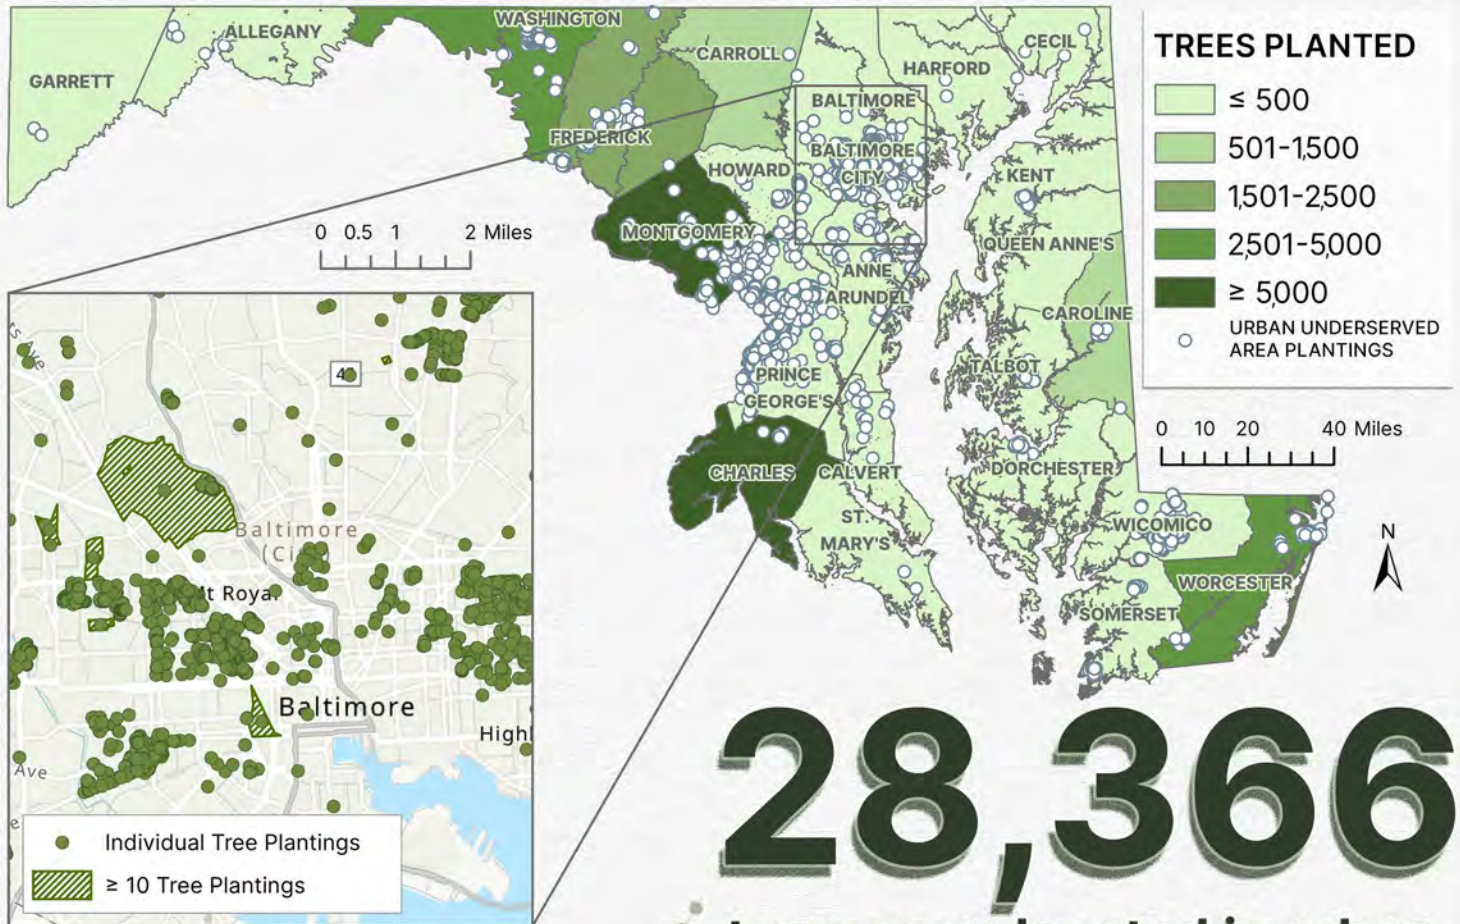 WASHINGTON
ALLEGANY
GARRETT
CARROLL
CECIL
HARFORD
BALTIMORE
FREDERICK
BALTIMORE
CITY
HOWARD
KENT
MONTGOMERY
QUEEN ANNE'S
ANNE
ARUNDEL
CAROLINE
TALBOT
PRINCE
GEORGE'S
CHARLES
CALVERT
DORCHESTER
ST.
MARY'S
WICOMICO
WORCESTER
SOMERSET
TREES PLANTED
≤ 500
501-1,500
1,501-2,500
2,501-5,000
≥ 5,000
URBAN UNDERSERVED
AREA PLANTINGS
0 10 20 40 Miles
N
0 0.5 1 2 Miles
Ave
Baltimore
Baltimore
Ave
Individual Tree Plantings
≥ 10 Tree Plantings
28,366